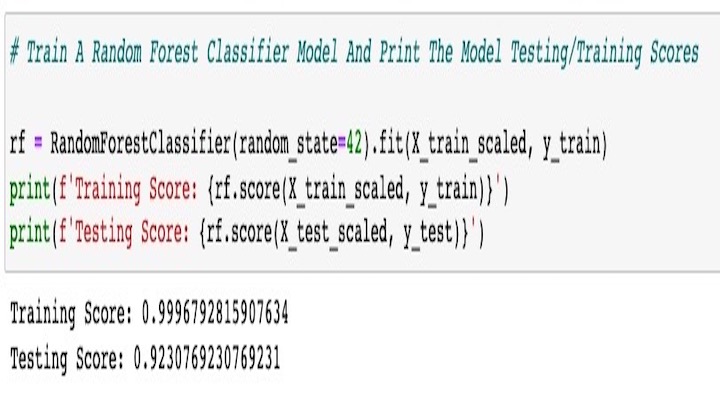 # Train A Random Forest Classifier Model And Print The Model Testing/Training Scores
rf = RandomForestClassifier(random_state=42).fit(X_train_scaled, y_train)
print(f'Training Score: {rf.score(X_train_scaled, y_train)}')
print(f'Testing Score: {rf.score(X_test_scaled, y_test)}')
Training Score: 0.9996792815907634
Testing Score: 0.9230769230769231